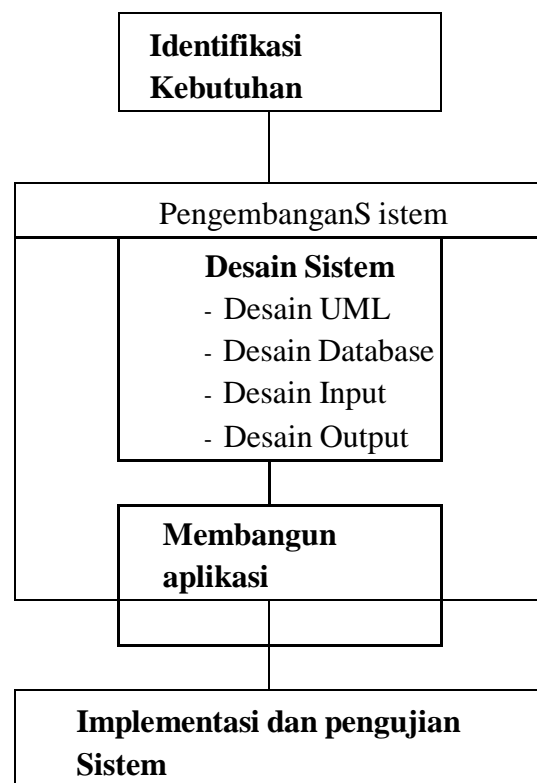 Identifikasi
Kebutuhan
PengembanganS istem
Desain Sistem
- Desain UML
- Desain Database
- Desain Input
- Desain Output
Membangun
aplikasi
Implementasi dan pengujian
Sistem